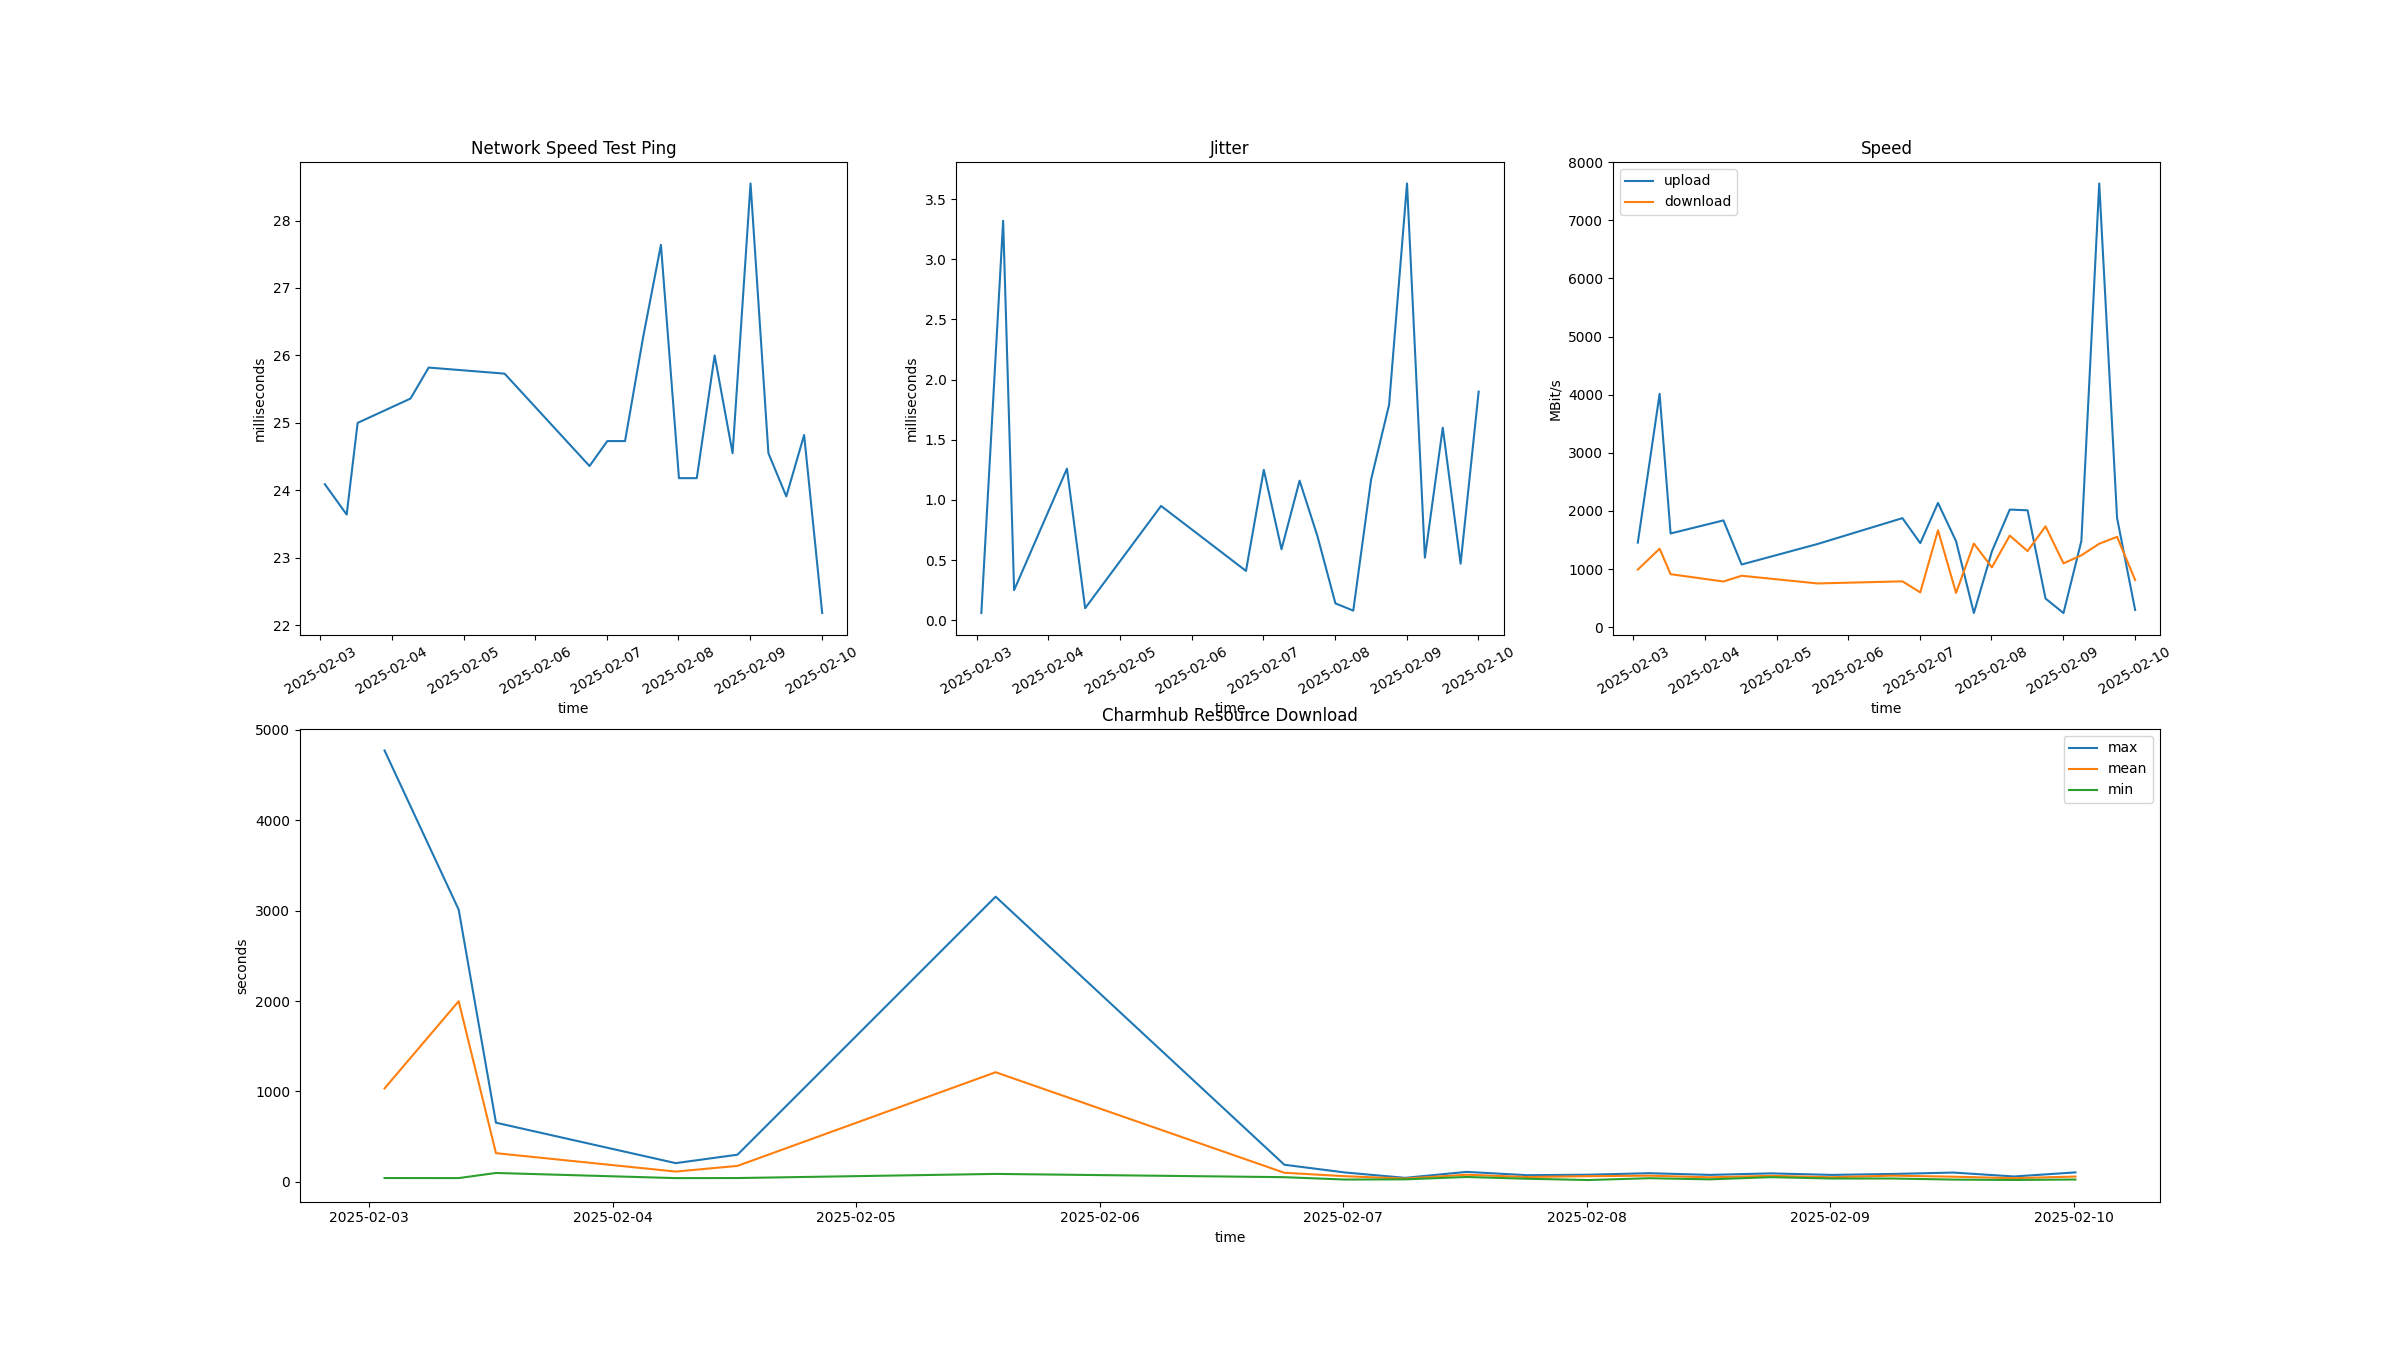 Network Speed Test Ping
milliseconds
28
27
26
25
24
23
22
2025-02-03 2025-02-04 2025-02-05 2025-02-06 2025-02-07 2025-02-08 2025-02-09 2025-02-10
time
Jitter
milliseconds
3.5
3.0
2.5
2.0
1.5
1.0
0.5
0.0
2025-02-03 2025-02-04 2025-02-05 2025-02-06 2025-02-07 2025-02-08 2025-02-09 2025-02-10
time
Speed
MBit/s
8000
7000
6000
5000
4000
3000
2000
1000
0
upload
download
2025-02-03 2025-02-04 2025-02-05 2025-02-06 2025-02-07 2025-02-08 2025-02-09 2025-02-10
time
Charmhub Resource Download
seconds
5000
4000
3000
2000
1000
0
max
mean
min
2025-02-03 2025-02-04 2025-02-05 2025-02-06 2025-02-07 2025-02-08 2025-02-09 2025-02-10
time